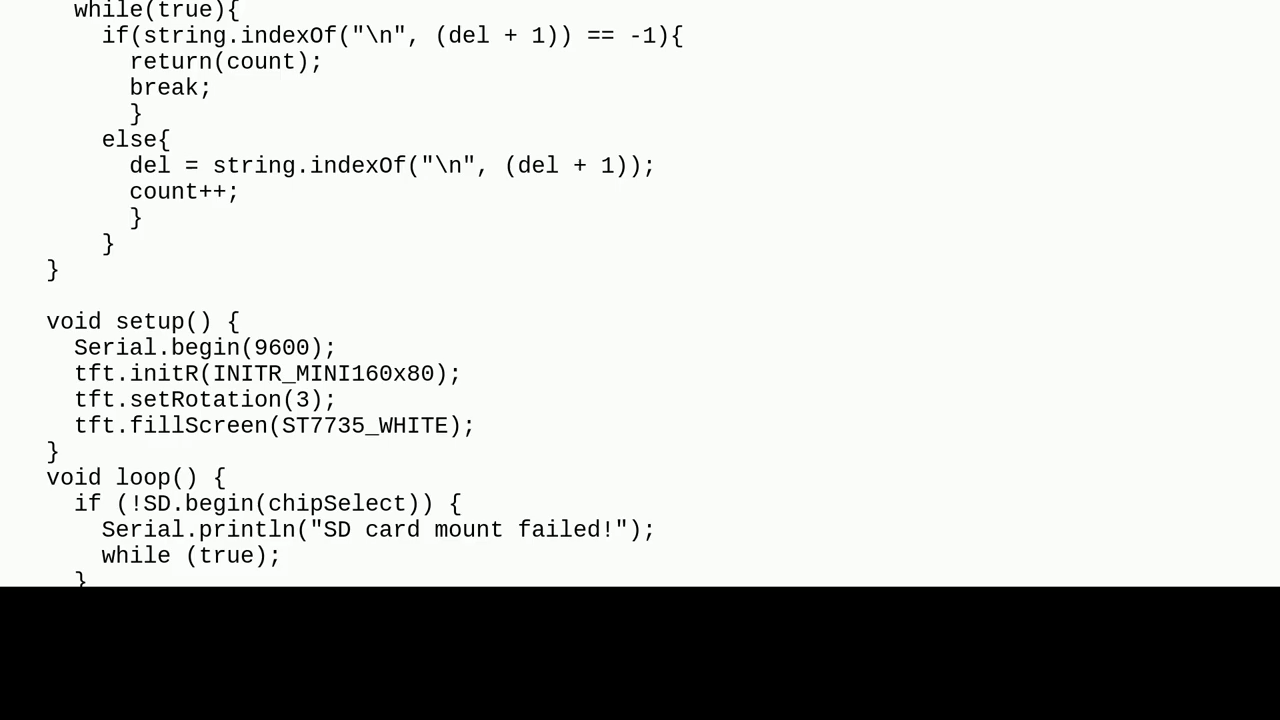 while(true){
if(string.indexOf("\n", (del + 1)) == -1){
return(count);
break;
}
else{
del = string.indexOf("\n", (del + 1));
count++;
}
}
}
void setup() {
Serial.begin(9600);
tft.initR(INITR_MINI160x80);
tft.setRotation(3);
tft.fillScreen(ST7735_WHITE);
}
void loop() {
if (!SD.begin(chipSelect)) {
Serial.println("SD card mount failed!");
while (true);
}